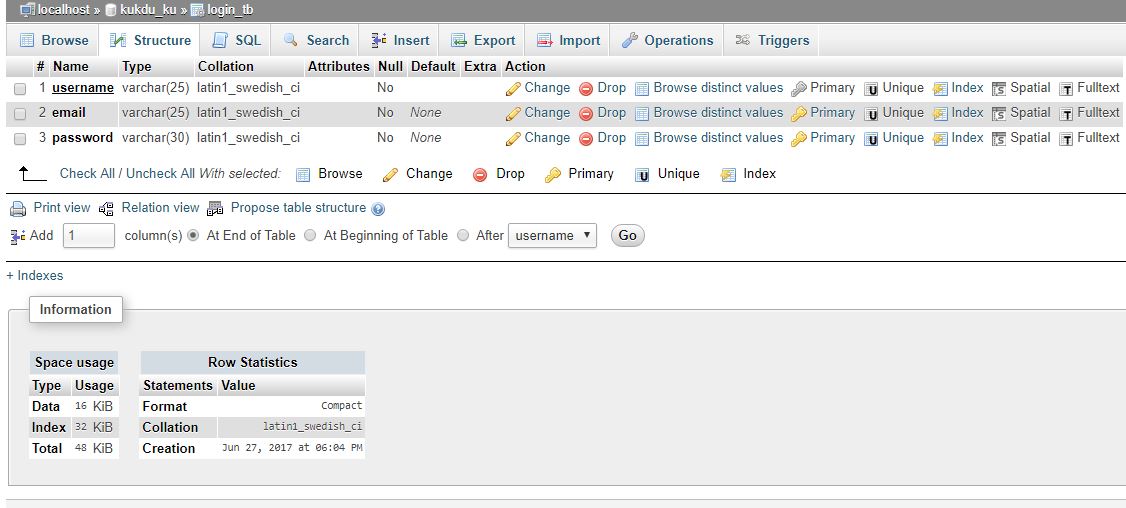 localhost » kukdu_ku » login_tb
Browse Structure SQL Search Insert Export Import Operations Triggers
# Name Type Collation Attributes Null Default Extra Action
1 username varchar(25) latin1_swedish_ci No Change Drop Browse distinct values Primary Unique Index Spatial Fulltext
2 email varchar(25) latin1_swedish_ci No None Change Drop Browse distinct values Primary Unique Index Spatial Fulltext
3 password varchar(30) latin1_swedish_ci No None Change Drop Browse distinct values Primary Unique Index Spatial Fulltext
Check All / Uncheck All With selected: Browse Change Drop Primary Unique Index
Print view Relation view Propose table structure
Add 1 column(s) At End of Table At Beginning of Table After username Go
+ Indexes
Information
Space usage Row Statistics
Type Usage Statements Value
Data 16 KiB Format Compact
Index 32 KiB Collation latin1_swedish_ci
Total 48 KiB Creation Jun 27, 2017 at 06:04 PM